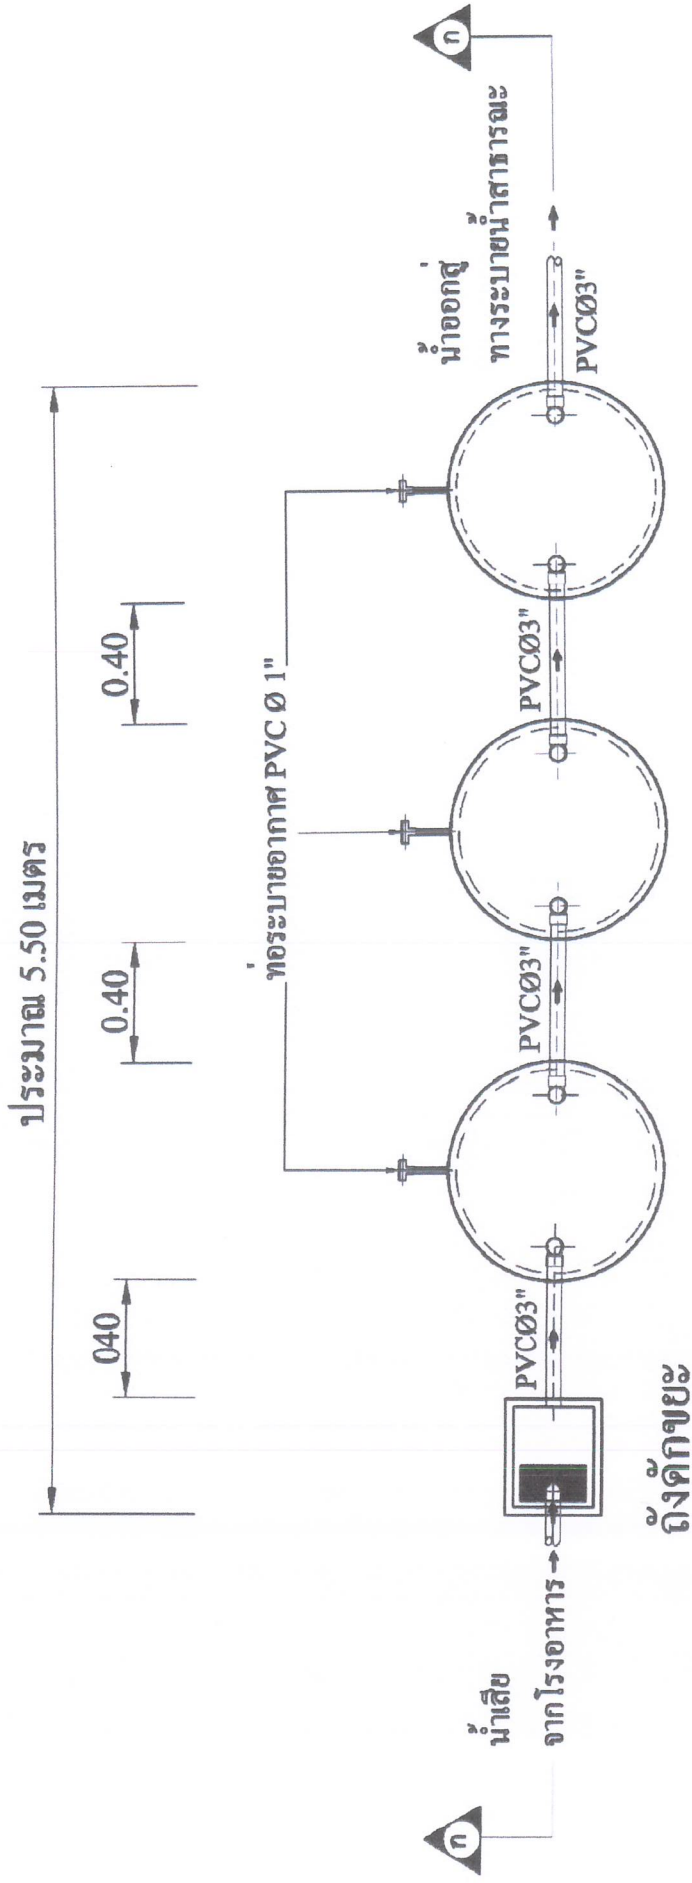 ประมาณ 5.50 เมตร
040
0.40
0.40
ท่อระบายอากาศ PVC Ø 1"
ก
น้ำเสีย
จากโรงอาหาร
ถังดักขยะ
PVCØ3"
PVCØ3"
PVCØ3"
PVCØ3"
น้ำออกสู่
ทางระบายน้ำสาธารณะ
ก